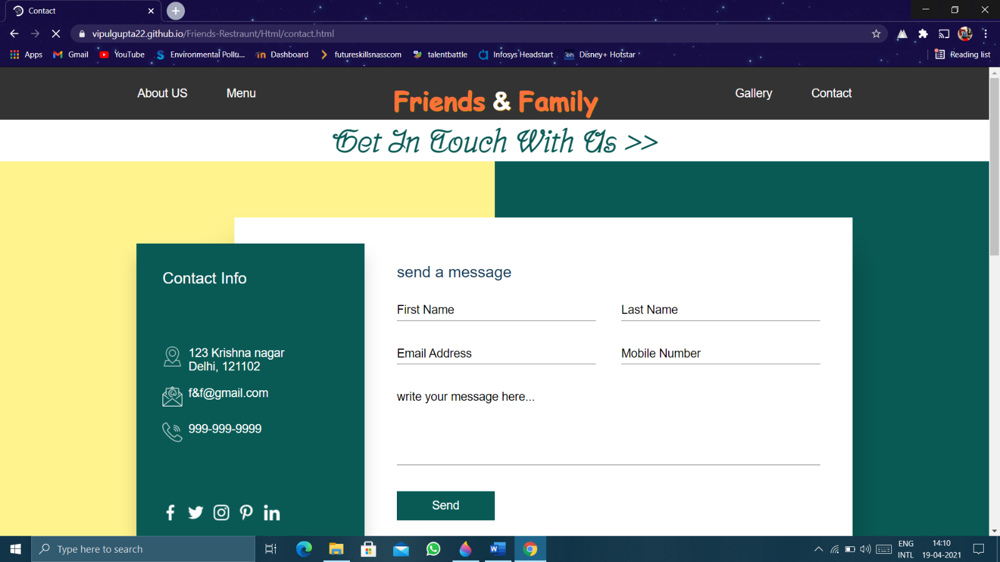 Contact
vipulgupta22.github.io/Friends-Restraunt/Html/contact.html
Apps Gmail YouTube Environmental Pollu... Dashboard futureskillsnasscom talentbattle Infosys Headstart Disney+ Hotstar Reading list
About US Menu Friends & Family Gallery Contact
Get In Touch With Us >>
Contact Info
123 Krishna nagar
Delhi, 121102
f&f@gmail.com
999-999-9999
send a message
First Name Last Name
Email Address Mobile Number
write your message here...
Send
Type here to search
ENG
INTL
14:10
19-04-2021